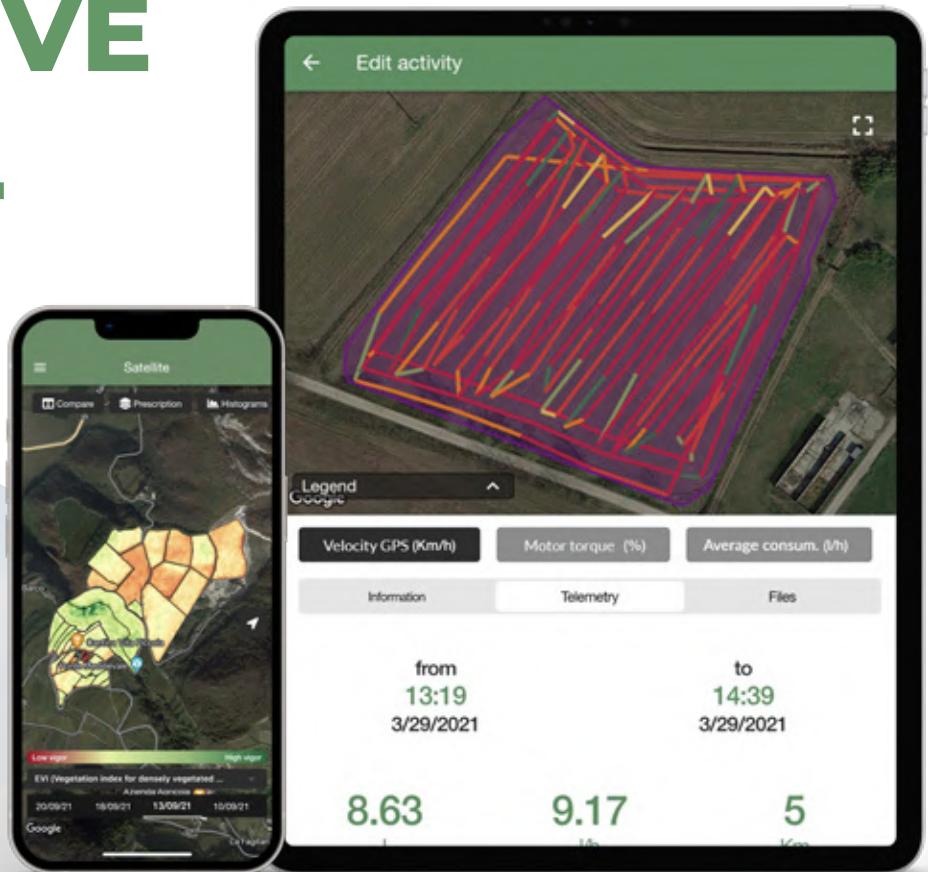 VE
Edit activity
Legend
Google
Velocity GPS (Km/h)
Motor torque (%)
Average consum. (l/h)
Information
Telemetry
Files
from
13:19
3/29/2021
to
14:39
3/29/2021
8.63
9.17
5
l/h
Km
Satellite
Compare
Prescription
Histograms
Low vigor
High vigor
EVI (Vegetation index for densely vegetated ...
Azienda Agricola
20/09/21
18/09/21
13/09/21
10/09/21
Google